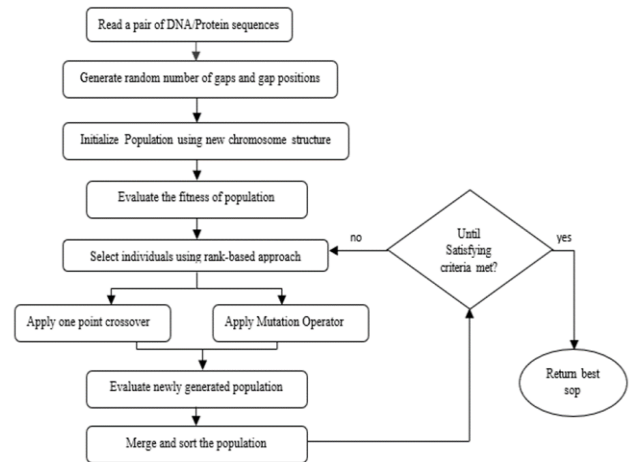 Read a pair of DNA/Protein sequences
Generate random number of gaps and gap positions
Initialize Population using new chromosome structure
Evaluate the fitness of population
Select individuals using rank-based approach
no
Until
Satisfying
criteria met?
yes
Apply one point crossover
Apply Mutation Operator
Evaluate newly generated population
Merge and sort the population
Return best
sop